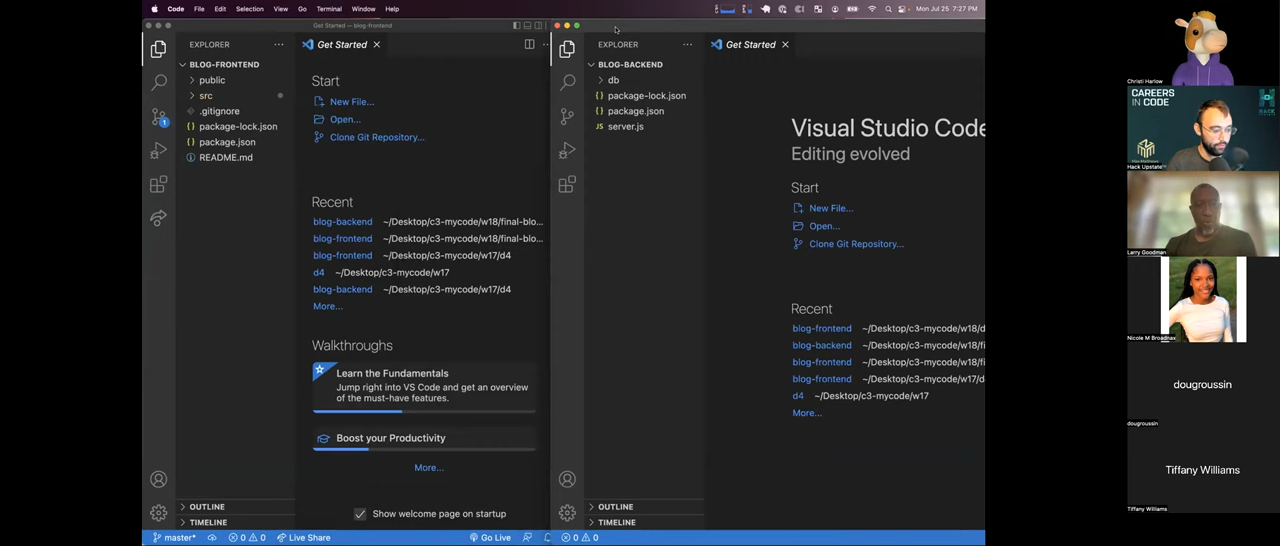 Code File Edit Selection View Go Terminal Window Help
Mon Jul 25 7:27 PM
Get Started — blog-frontend
EXPLORER
Get Started
BLOG-FRONTEND
public
src
.gitignore
package-lock.json
package.json
README.md
Start
New File...
Open...
Clone Git Repository...
Recent
blog-backend ~/Desktop/c3-mycode/w18/final-blo...
blog-frontend ~/Desktop/c3-mycode/w18/final-blo...
blog-frontend ~/Desktop/c3-mycode/w17/d4
d4 ~/Desktop/c3-mycode/w17
blog-backend ~/Desktop/c3-mycode/w17/d4
More...
Walkthroughs
Learn the Fundamentals
Jump right into VS Code and get an overview
of the must-have features.
Boost your Productivity
More...
Show welcome page on startup
OUTLINE
TIMELINE
1
master* 0 0 Live Share Go Live
EXPLORER
Get Started
BLOG-BACKEND
db
package-lock.json
package.json
server.js
Visual Studio Code
Editing evolved
Start
New File...
Open...
Clone Git Repository...
Recent
blog-frontend ~/Desktop/c3-mycode/w18/d
blog-backend ~/Desktop/c3-mycode/w18/fi
blog-frontend ~/Desktop/c3-mycode/w18/fi
blog-frontend ~/Desktop/c3-mycode/w17/d
d4 ~/Desktop/c3-mycode/w17
More...
OUTLINE
TIMELINE
0 0
Christi Harlow
CAREERS
IN CODE
HACK
Hack Upstate
Larry Goodman
Nicole M Broadnax
dougroussin
dougroussin
Tiffany Williams
Tiffany Williams